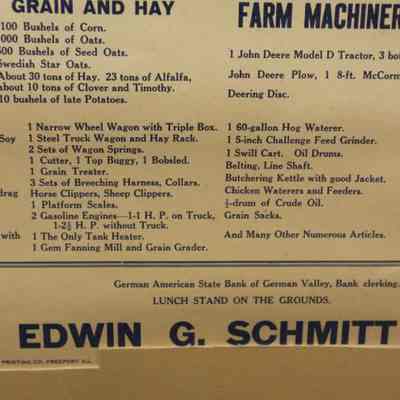 GRAIN AND HAY
100 Bushels of Corn.
000 Bushels of Oats.
500 Bushels of Seed Oats.
Swedish Star Oats.
About 30 tons of Hay. 23 tons of Alfalfa,
about 10 tons of Clover and Timothy.
10 bushels of late Potatoes.
FARM MACHINER
1 John Deere Model D Tractor, 3 bot
John Deere Plow, 1 8-ft. McCorm
Deering Disc.
1 Narrow Wheel Wagon with Triple Box.
Soy 1 Steel Truck Wagon and Hay Rack.
2 Sets of Wagon Springs.
1 Cutter, 1 Top Buggy, 1 Bobsled.
1 Grain Treater.
3 Sets of Breeching Harness, Collars.
drag Horse Clippers, Sheep Clippers.
1 Platform Scales.
2 Gasoline Engines—1-1 H. P. on Truck,
1-2½ H. P. without Truck.
with 1 The Only Tank Heater.
1 Gem Fanning Mill and Grain Grader.
1 60-gallon Hog Waterer.
1 5-inch Challenge Feed Grinder.
1 Swill Cart. Oil Drums.
Belting, Line Shaft.
Butchering Kettle with good Jacket.
Chicken Waterers and Feeders.
-drum of Crude Oil.
Grain Sacks.
And Many Other Numerous Articles.
German American State Bank of German Valley, Bank clerking.
LUNCH STAND ON THE GROUNDS.
EDWIN G. SCHMITT
PRINTING CO. FREEPORT ILL.